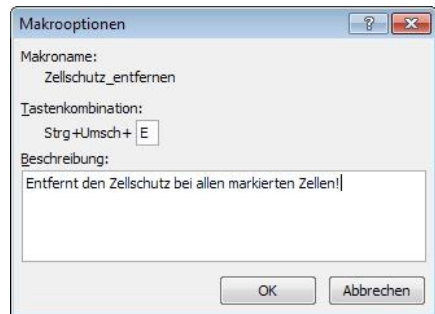 Makrooptionen
Makroname:
Zellschutz_entfernen
Tastenkombination:
Strg+Umsch+ E
Beschreibung:
Entfernt den Zellschutz bei allen markierten Zellen!
OK Abbrechen